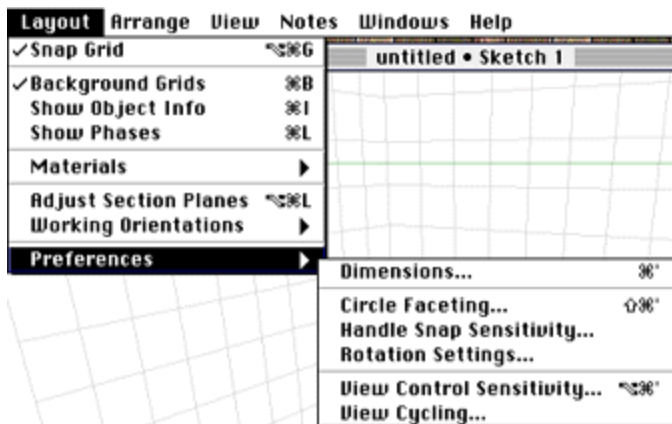 Layout Arrange View Notes Windows Help
✓Snap Grid ⌥⌘G
untitled • Sketch 1
✓Background Grids ⌘B
Show Object Info ⌘I
Show Phases ⌘L
Materials ▶
Adjust Section Planes ⌥⌘L
Working Orientations ▶
Preferences ▶
Dimensions...
Circle Faceting...
Handle Snap Sensitivity...
Rotation Settings...
View Control Sensitivity...
View Cycling...